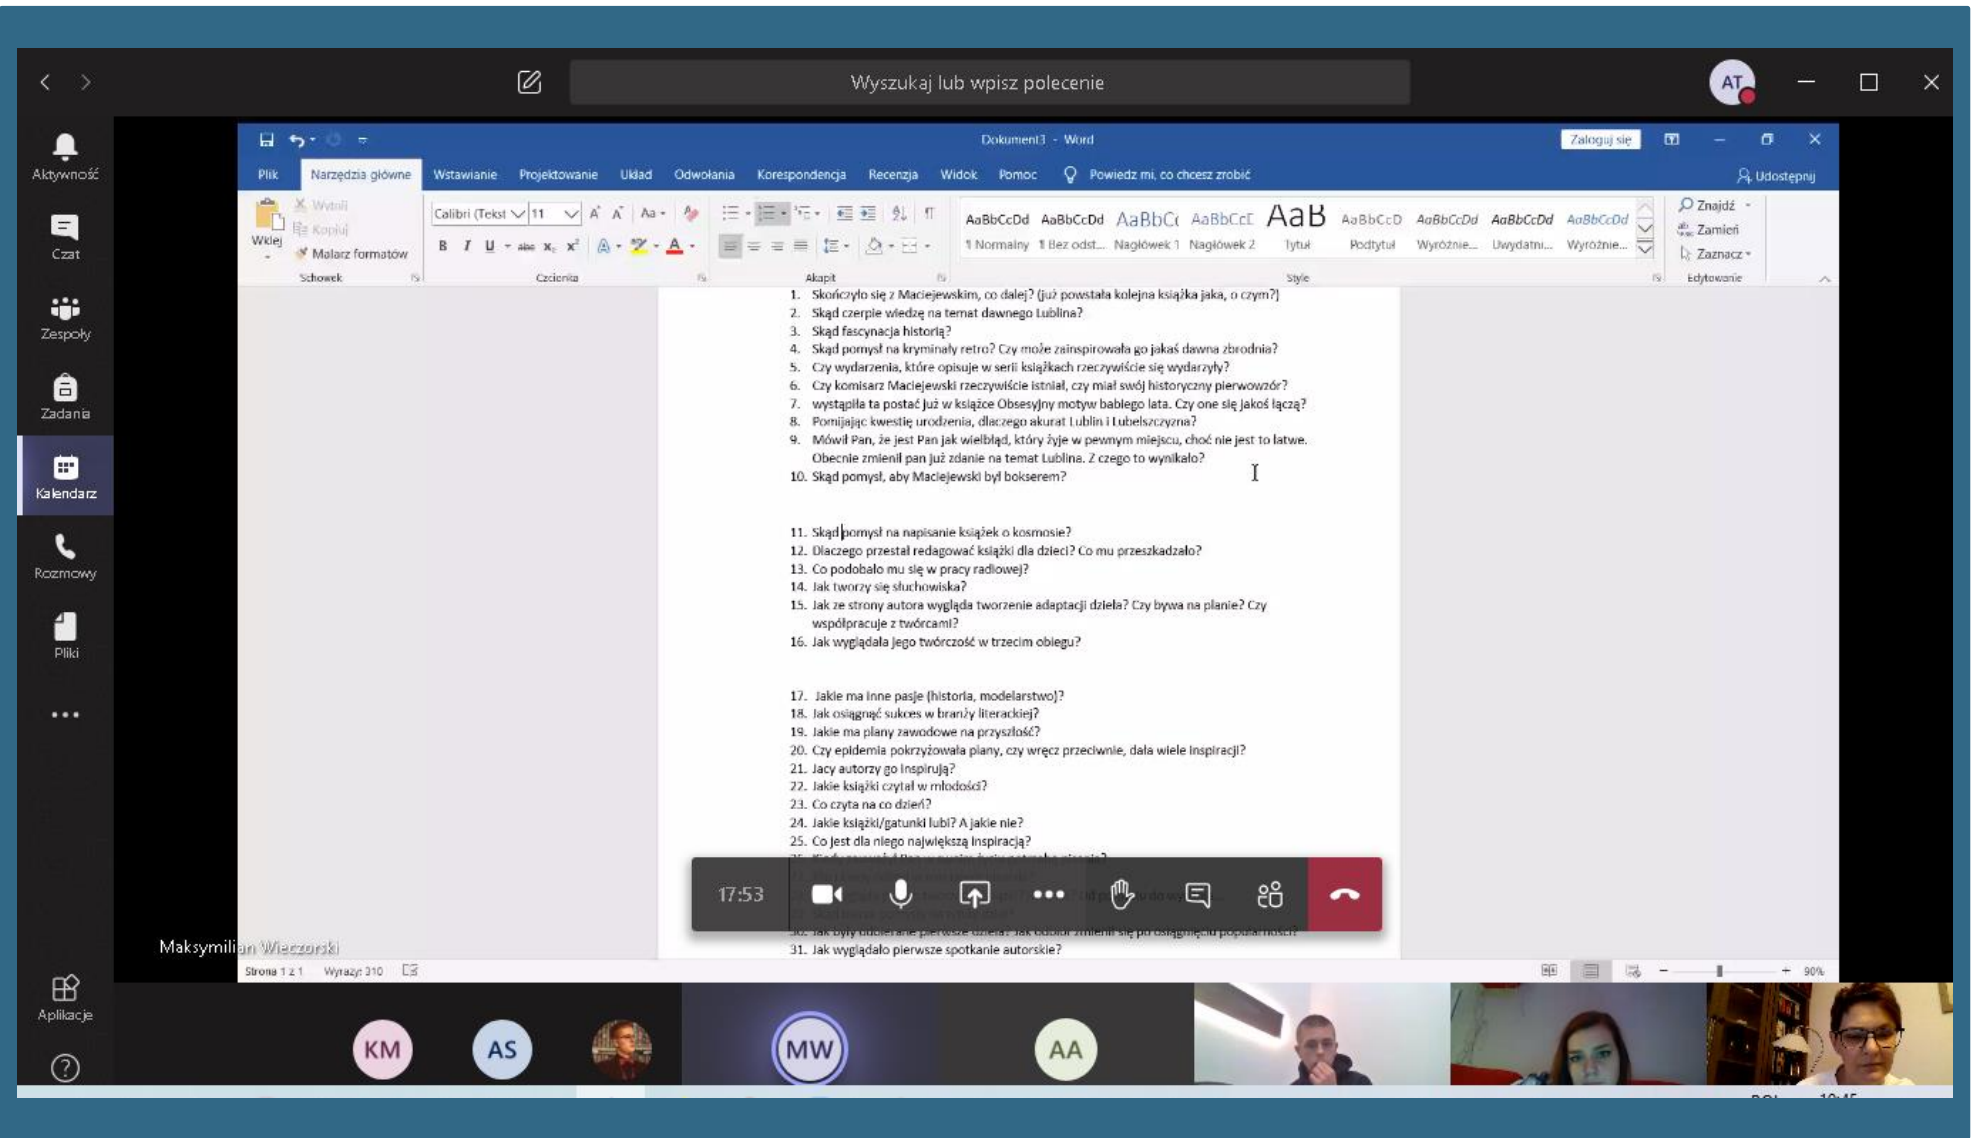 Wyszukaj lub wpisz polecenie
AT
Aktywność
Czat
Zespoły
Zadania
Kalendarz
Rozmowy
Pliki
Aplikacje
Dokument3 - Word
Zaloguj się
Plik Narzędzia główne Wstawianie Projektowanie Układ Odwołania Korespondencja Recenzja Widok Pomoc Powiedz mi, co chcesz zrobić
Udostępnij
Wklej
Wytnij
Kopiuj
Malarz formatów
Schowek
Calibri (Tekst 11
Czcionka
Akapit
AaBbCcDd AaBbCcDd AaBbCc AaBbCcE AaB AaBbCcD AaBbCcDd AaBbCcDd AaBbCcDd
¶ Normalny ¶ Bez odst... Nagłówek 1 Nagłówek 2 Tytuł Podtytuł Wyróżnie... Uwydatni... Wyróżnie...
Style
Znajdź
Zamień
Zaznacz
Edytowanie
1. Skończyło się z Maciejewskim, co dalej? (już powstała kolejna książka jaka, o czym?)
2. Skąd czerpie wiedzę na temat dawnego Lublina?
3. Skąd fascynacja historią?
4. Skąd pomysł na kryminały retro? Czy może zainspirowała go jakaś dawna zbrodnia?
5. Czy wydarzenia, które opisuje w serii książkach rzeczywiście się wydarzyły?
6. Czy komisarz Maciejewski rzeczywiście istniał, czy miał swój historyczny pierwowzór?
7. wystąpiła ta postać już w książce Obsesyjny motyw babiego lata. Czy one się jakoś łączą?
8. Pomijając kwestię urodzenia, dlaczego akurat Lublin i Lubelszczyzna?
9. Mówił Pan, że jest Pan jak wielbłąd, który żyje w pewnym miejscu, choć nie jest to łatwe.
Obecnie zmienił pan już zdanie na temat Lublina. Z czego to wynikało?
10. Skąd pomysł, aby Maciejewski był bokserem?
11. Skąd pomysł na napisanie książek o kosmosie?
12. Dlaczego przestał redagować książki dla dzieci? Co mu przeszkadzało?
13. Co podobało mu się w pracy radiowej?
14. Jak tworzy się słuchowiska?
15. Jak ze strony autora wygląda tworzenie adaptacji dzieła? Czy bywa na planie? Czy
współpracuje z twórcami?
16. Jak wyglądała jego twórczość w trzecim obiegu?
17. Jakie ma inne pasje (historia, modelarstwo)?
18. Jak osiągnąć sukces w branży literackiej?
19. Jakie ma plany zawodowe na przyszłość?
20. Czy epidemia pokrzyżowała plany, czy wręcz przeciwnie, dała wiele inspiracji?
21. Jacy autorzy go inspirują?
22. Jakie książki czytał w młodości?
23. Co czyta na co dzień?
24. Jakie książki/gatunki lubi? A jakie nie?
25. Co jest dla niego największą inspiracją?
17:53
31. Jak wyglądało pierwsze spotkanie autorskie?
Maksymilian Wieczorski
Strona 1 z 1 Wyrazy: 310
90%
KM
AS
MW
AA